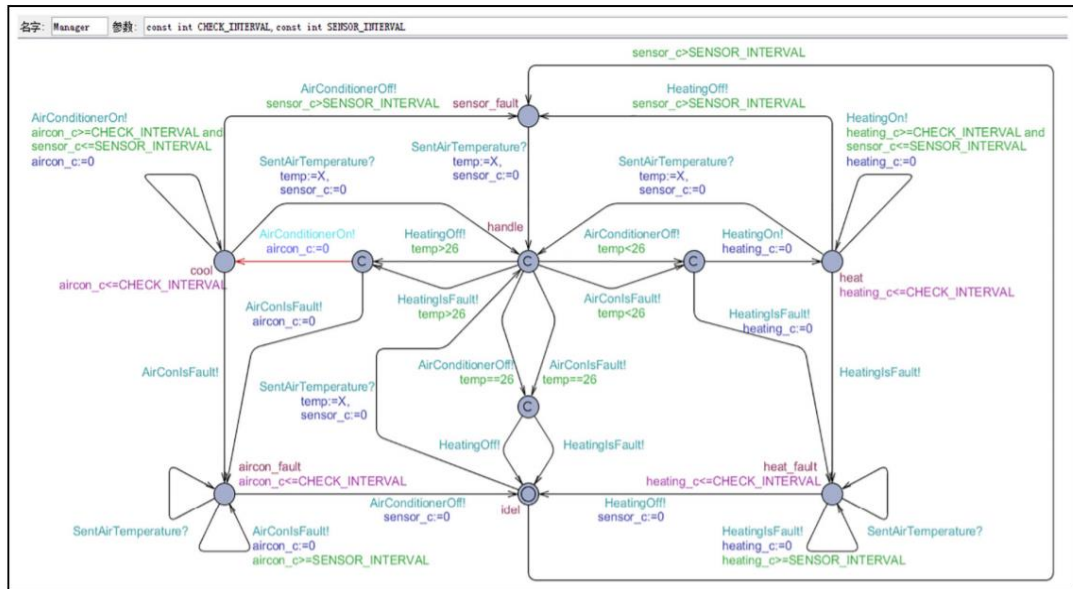 名字: Manager 参数: const int CHECK_INTERVAL,const int SENSOR_INTERVAL
sensor_c>SENSOR_INTERVAL
AirConditionerOff!
sensor_c>SENSOR_INTERVAL
sensor_fault
HeatingOff!
sensor_c>SENSOR_INTERVAL
AirConditionerOn!
aircon_c>=CHECK_INTERVAL and
sensor_c<=SENSOR_INTERVAL
aircon_c:=0
HeatingOn!
heating_c>=CHECK_INTERVAL and
sensor_c<=SENSOR_INTERVAL
heating_c:=0
SentAirTemperature?
temp:=X,
sensor_c:=0
SentAirTemperature?
temp:=X,
sensor_c:=0
SentAirTemperature?
temp:=X,
sensor_c:=0
handle
AirConditionerOn!
aircon_c:=0
HeatingOff!
temp>26
AirConditionerOff!
temp<26
HeatingOn!
heating_c:=0
C
C
C
cool
aircon_c<=CHECK_INTERVAL
heat
heating_c<=CHECK_INTERVAL
HeatingIsFault!
temp>26
AirConIsFault!
temp<26
AirConIsFault!
aircon_c:=0
HeatingIsFault!
heating_c:=0
AirConIsFault!
SentAirTemperature?
temp:=X,
sensor_c:=0
AirConditionerOff!
temp==26
AirConIsFault!
temp==26
HeatingIsFault!
C
HeatingOff!
HeatingIsFault!
aircon_fault
aircon_c<=CHECK_INTERVAL
heat_fault
heating_c<=CHECK_INTERVAL
AirConditionerOff!
sensor_c:=0
idel
HeatingOff!
sensor_c:=0
SentAirTemperature?
AirConIsFault!
aircon_c:=0
aircon_c>=SENSOR_INTERVAL
HeatingIsFault!
heating_c:=0
heating_c>=SENSOR_INTERVAL
SentAirTemperature?